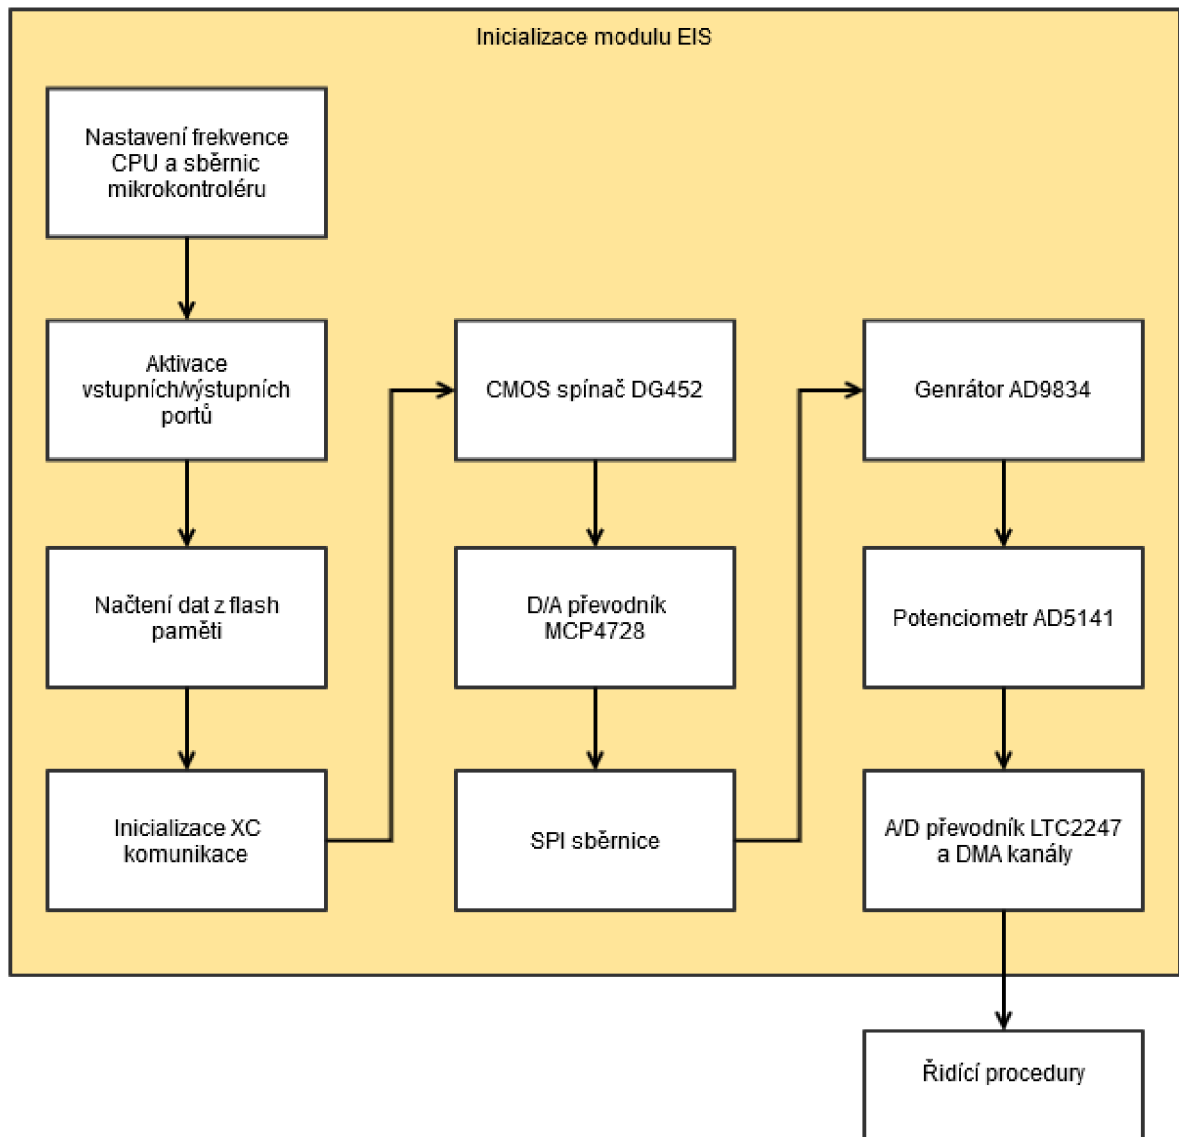 Inicializace modulu EIS
Nastavení frekvence
CPU a sběrnic
mikrokontroléru
Aktivace
vstupních/výstupních
portů
Načtení dat z flash
paměti
Inicializace XC
komunikace
CMOS spínač DG452
D/A převodník
MCP4728
SPI sběrnice
Genrátor AD9834
Potenciometr AD5141
A/D převodník LTC2247
a DMA kanály
Řidící procedury